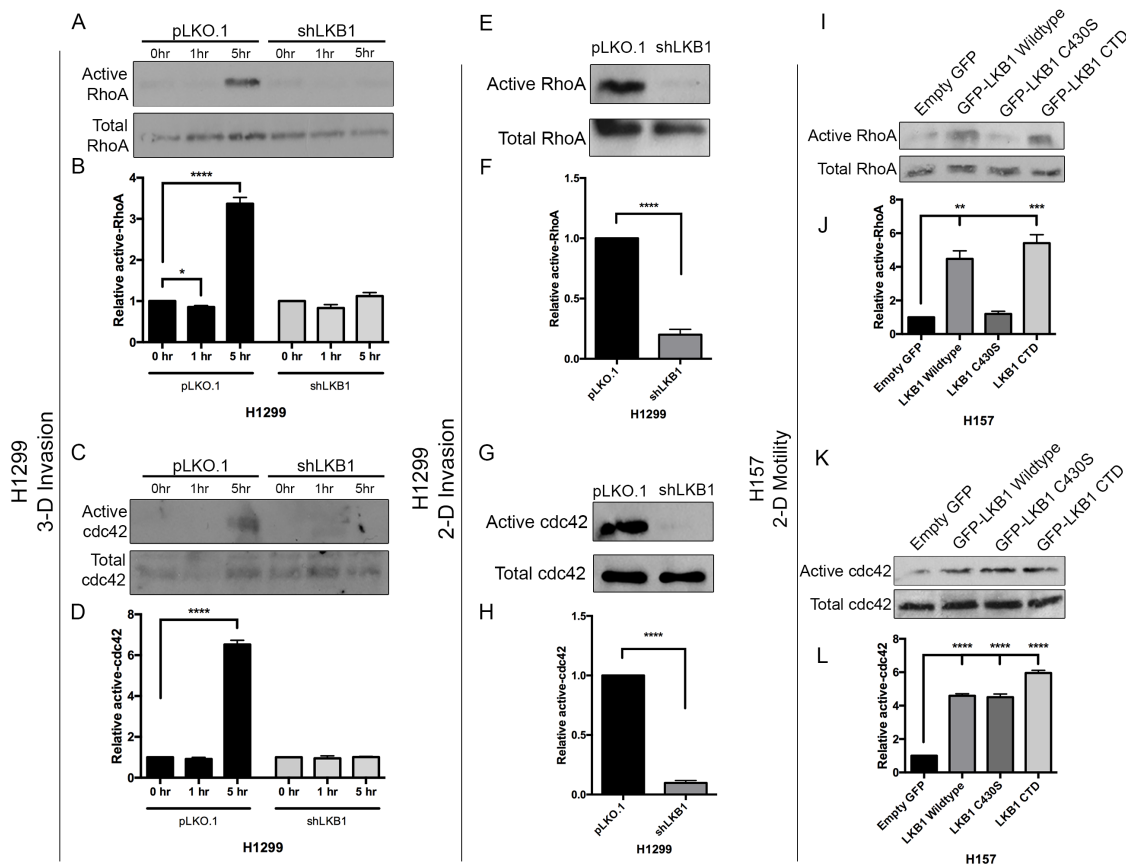 A
pLKO.1 shLKB1
0hr 1hr 5hr 0hr 1hr 5hr
Active
RhoA
Total
RhoA
B
Relative active-RhoA
4
3
2
1
0
****
*
0 hr 1 hr 5 hr 0 hr 1 hr 5 hr
pLKO.1 shLKB1
H1299
H1299
3-D Invasion
C
pLKO.1 shLKB1
0hr 1hr 5hr 0hr 1hr 5hr
Active
cdc42
Total
cdc42
D
Relative active-cdc42
8
6
4
2
0
****
0 hr 1 hr 5 hr 0 hr 1 hr 5 hr
pLKO.1 shLKB1
H1299
E
pLKO.1 shLKB1
Active RhoA
Total RhoA
F
Relative active-RhoA
1.5
1.0
0.5
0.0
****
pLKO.1 shLKB1
H1299
H1299
2-D Invasion
G
pLKO.1 shLKB1
Active cdc42
Total cdc42
H
Relative active-cdc42
1.5
1.0
0.5
0.0
****
pLKO.1 shLKB1
H1299
I
Empty GFP
GFP-LKB1 Wildtype
GFP-LKB1 C430S
GFP-LKB1 CTD
Active RhoA
Total RhoA
J
Relative active-RhoA
8
6
4
2
0
** ***
Empty GFP
LKB1 Wildtype
LKB1 C430S
LKB1 CTD
H157
H157
2-D Motility
K
Empty GFP
GFP-LKB1 Wildtype
GFP-LKB1 C430S
GFP-LKB1 CTD
Active cdc42
Total cdc42
L
Relative active-cdc42
8
6
4
2
0
**** **** ****
Empty GFP
LKB1 Wildtype
LKB1 C430S
LKB1 CTD
H157